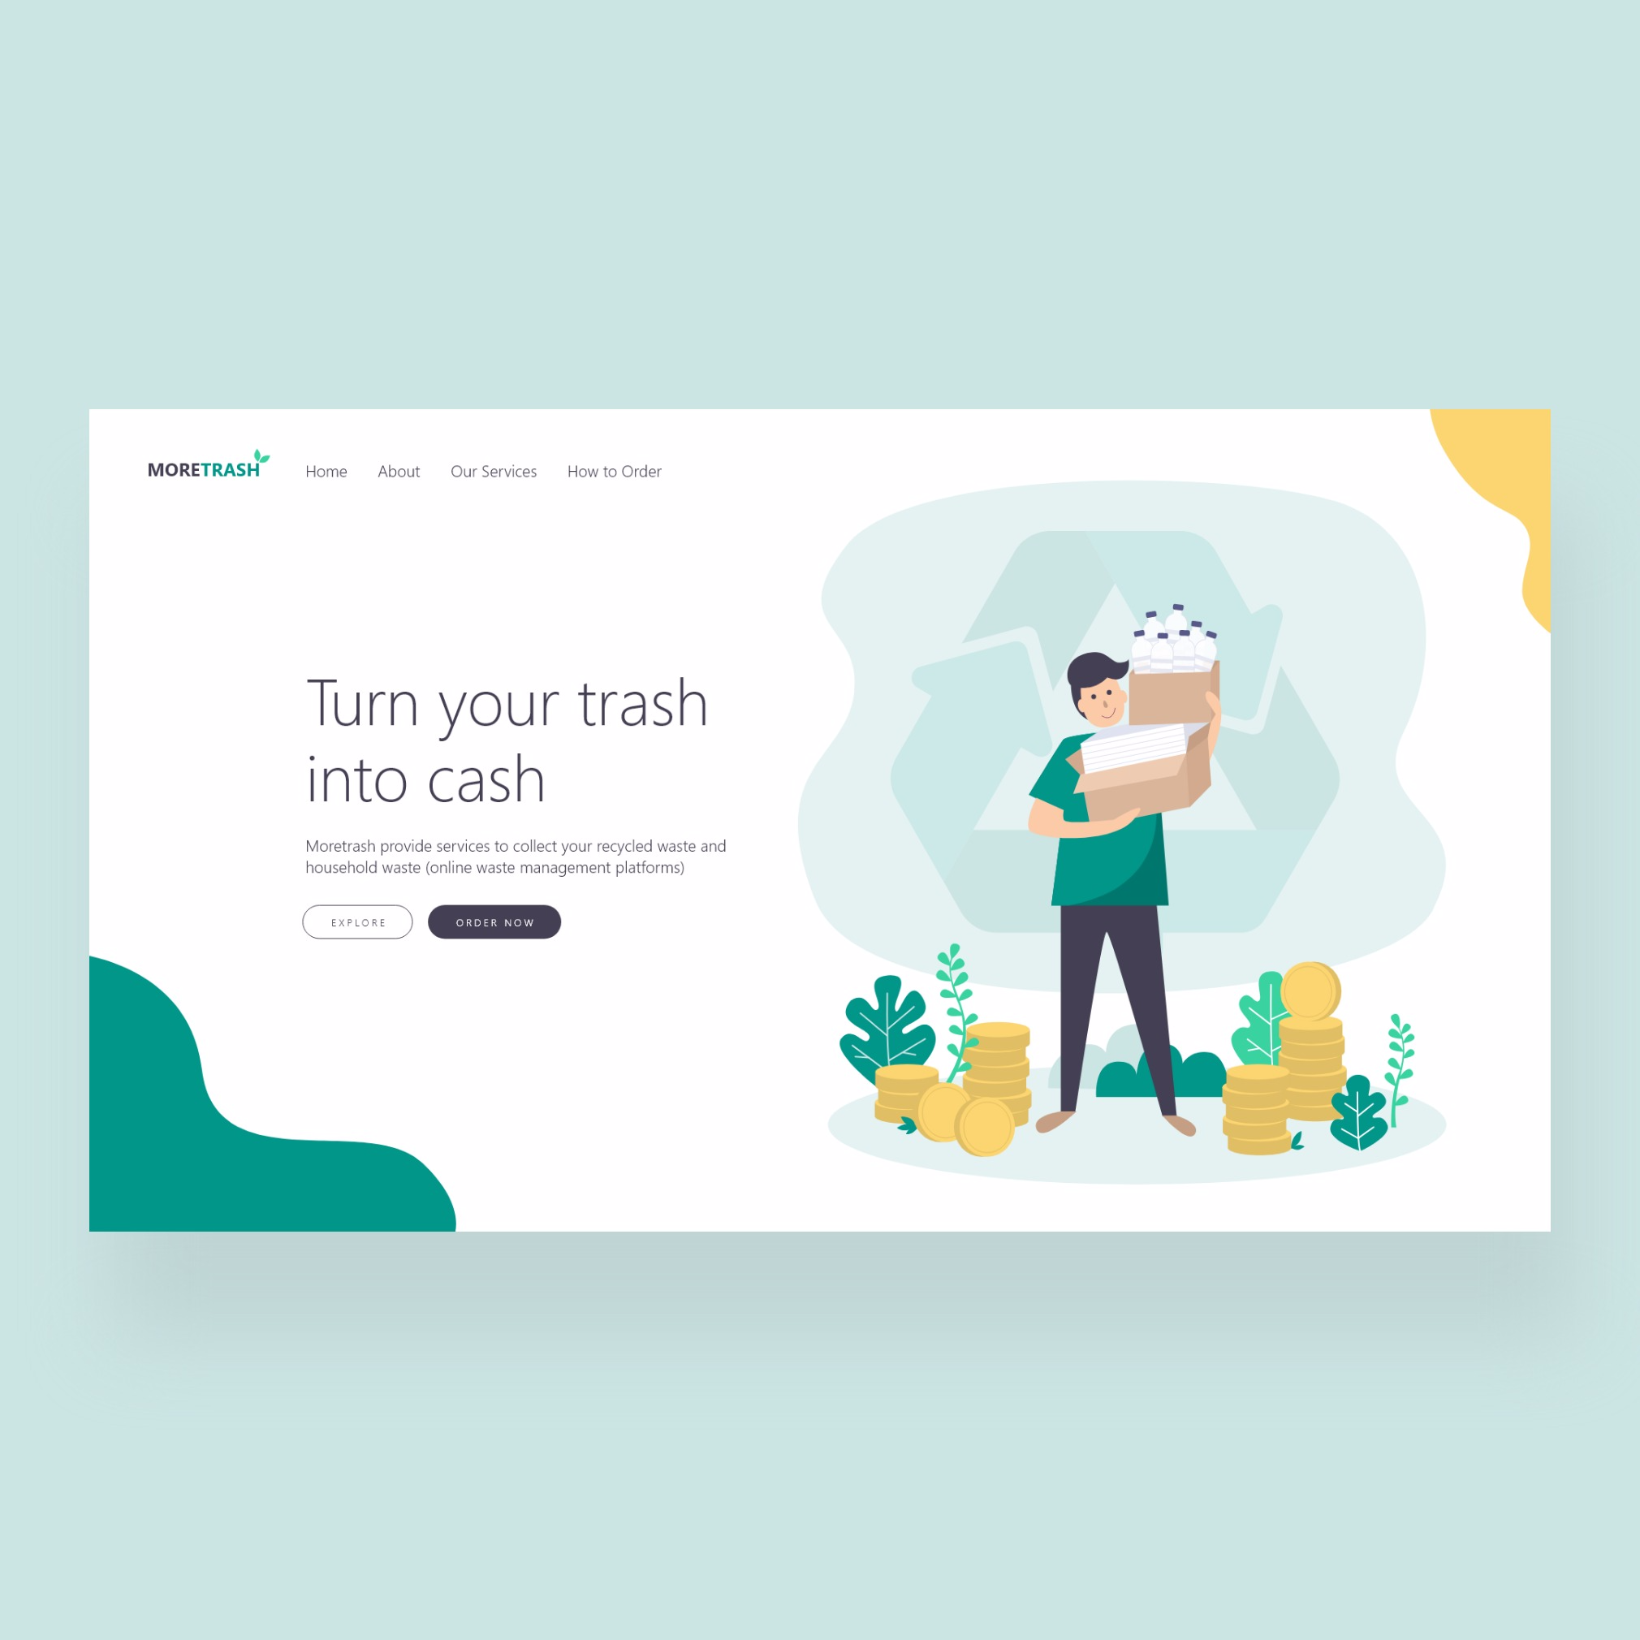 MORETRASH
Home About Our Services How to Order
Turn your trash
into cash
Moretrash provide services to collect your recycled waste and
household waste (online waste management platforms)
EXPLORE ORDER NOW